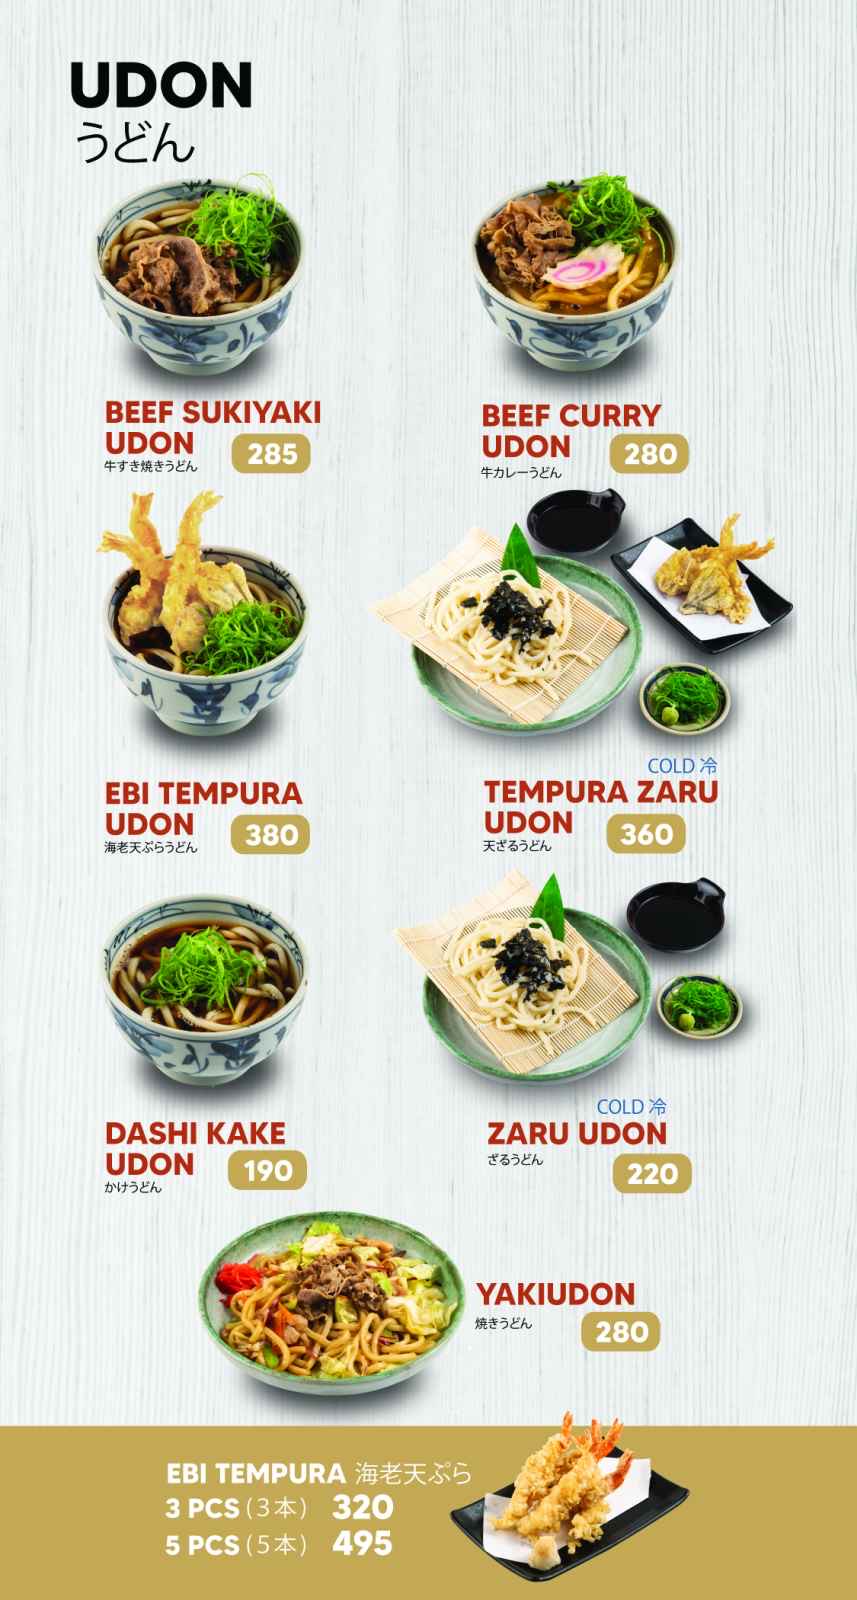 UDON
うどん
BEEF SUKIYAKI
UDON 285
牛すき焼きうどん
BEEF CURRY
UDON 280
牛カレーうどん
EBI TEMPURA
UDON 380
海老天ぷらうどん
COLD 冷
TEMPURA ZARU
UDON 360
天ざるうどん
DASHI KAKE
UDON 190
かけうどん
COLD 冷
ZARU UDON
ざるうどん
220
YAKIUDON
焼きうどん
280
EBI TEMPURA 海老天ぷら
3 PCS (3本) 320
5 PCS (5本) 495